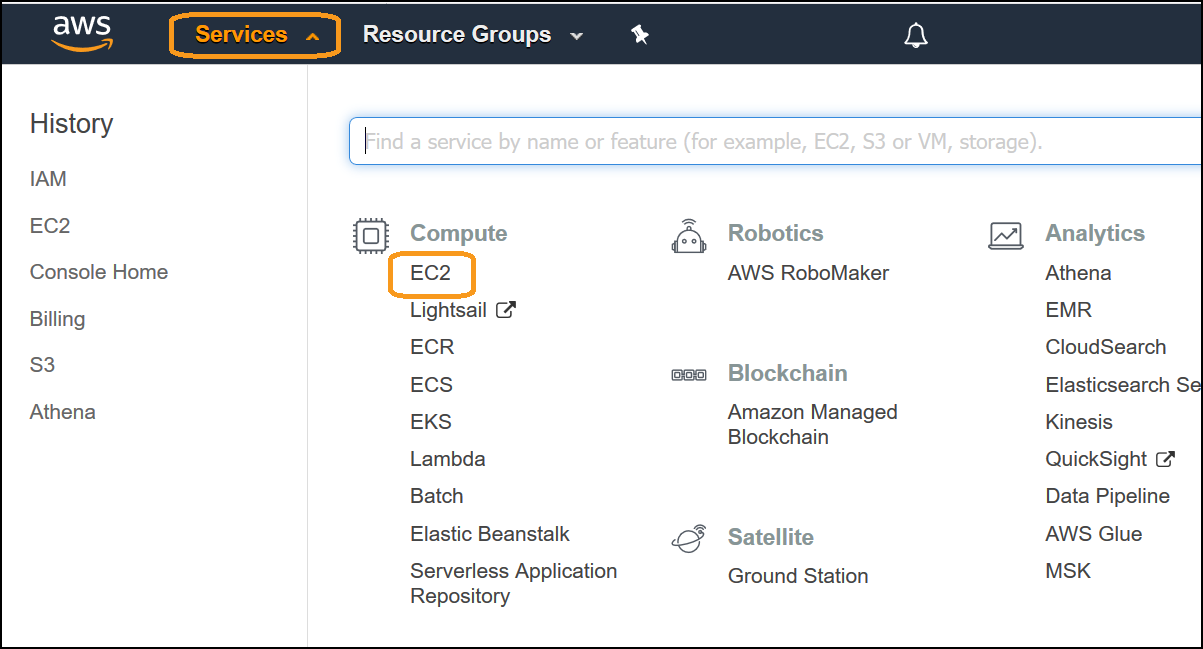 aws
Services
Resource Groups
History
IAM
EC2
Console Home
Billing
S3
Athena
Find a service by name or feature (for example, EC2, S3 or VM, storage).
Compute
EC2
Lightsail
ECR
ECS
EKS
Lambda
Batch
Elastic Beanstalk
Serverless Application
Repository
Robotics
AWS RoboMaker
Blockchain
Amazon Managed
Blockchain
Satellite
Ground Station
Analytics
Athena
EMR
CloudSearch
Elasticsearch Se
Kinesis
QuickSight
Data Pipeline
AWS Glue
MSK